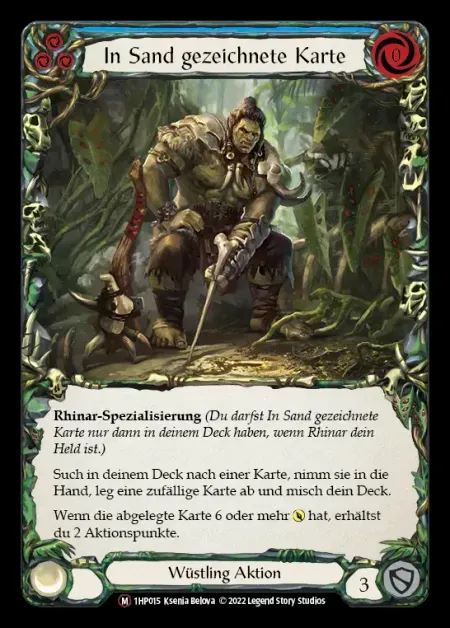 In Sand gezeichnete Karte
0
Rhinar-Spezialisierung (Du darfst In Sand gezeichnete
Karte nur dann in deinem Deck haben, wenn Rhinar dein
Held ist.)
Such in deinem Deck nach einer Karte, nimm sie in die
Hand, leg eine zufällige Karte ab und misch dein Deck.
Wenn die abgelegte Karte 6 oder mehr hat, erhältst
du 2 Aktionspunkte.
Wüstling Aktion
3
M 1HP015 Ksenia Belova © 2022 Legend Story Studios